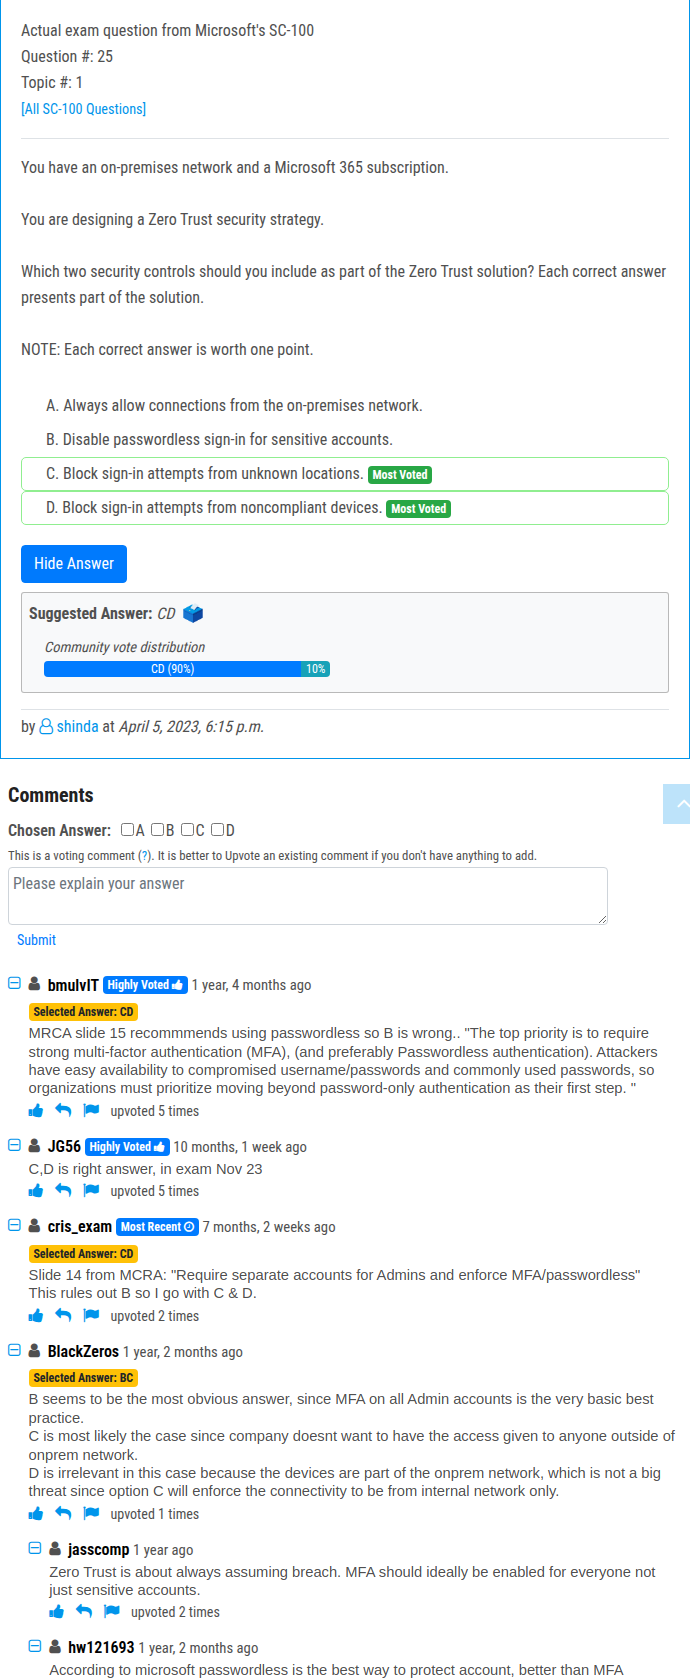 Actual exam question from Microsoft's SC-100
Question #: 25
Topic #: 1
[All SC-100 Questions]
You have an on-premises network and a Microsoft 365 subscription.
You are designing a Zero Trust security strategy.
Which two security controls should you include as part of the Zero Trust solution? Each correct answer
presents part of the solution.
NOTE: Each correct answer is worth one point.
A. Always allow connections from the on-premises network.
B. Disable passwordless sign-in for sensitive accounts.
C. Block sign-in attempts from unknown locations. Most Voted
D. Block sign-in attempts from noncompliant devices. Most Voted
Hide Answer
Suggested Answer: CD
Community vote distribution
CD (90%) 10%
by shinda at April 5, 2023, 6:15 p.m.
Comments
Chosen Answer: A B C D
This is a voting comment (?). It is better to Upvote an existing comment if you don't have anything to add.
Please explain your answer
Submit
bmulvIT Highly Voted 1 year, 4 months ago
Selected Answer: CD
MRCA slide 15 recommmends using passwordless so B is wrong.. "The top priority is to require
strong multi-factor authentication (MFA), (and preferably Passwordless authentication). Attackers
have easy availability to compromised username/passwords and commonly used passwords, so
organizations must prioritize moving beyond password-only authentication as their first step. "
upvoted 5 times
JG56 Highly Voted 10 months, 1 week ago
C,D is right answer, in exam Nov 23
upvoted 5 times
cris_exam Most Recent 7 months, 2 weeks ago
Selected Answer: CD
Slide 14 from MCRA: "Require separate accounts for Admins and enforce MFA/passwordless"
This rules out B so I go with C & D.
upvoted 2 times
BlackZeros 1 year, 2 months ago
Selected Answer: BC
B seems to be the most obvious answer, since MFA on all Admin accounts is the very basic best
practice.
C is most likely the case since company doesnt want to have the access given to anyone outside of
onprem network.
D is irrelevant in this case because the devices are part of the onprem network, which is not a big
threat since option C will enforce the connectivity to be from internal network only.
upvoted 1 times
jasscomp 1 year ago
Zero Trust is about always assuming breach. MFA should ideally be enabled for everyone not
just sensitive accounts.
upvoted 2 times
hw121693 1 year, 2 months ago
According to microsoft passwordless is the best way to protect account, better than MFA